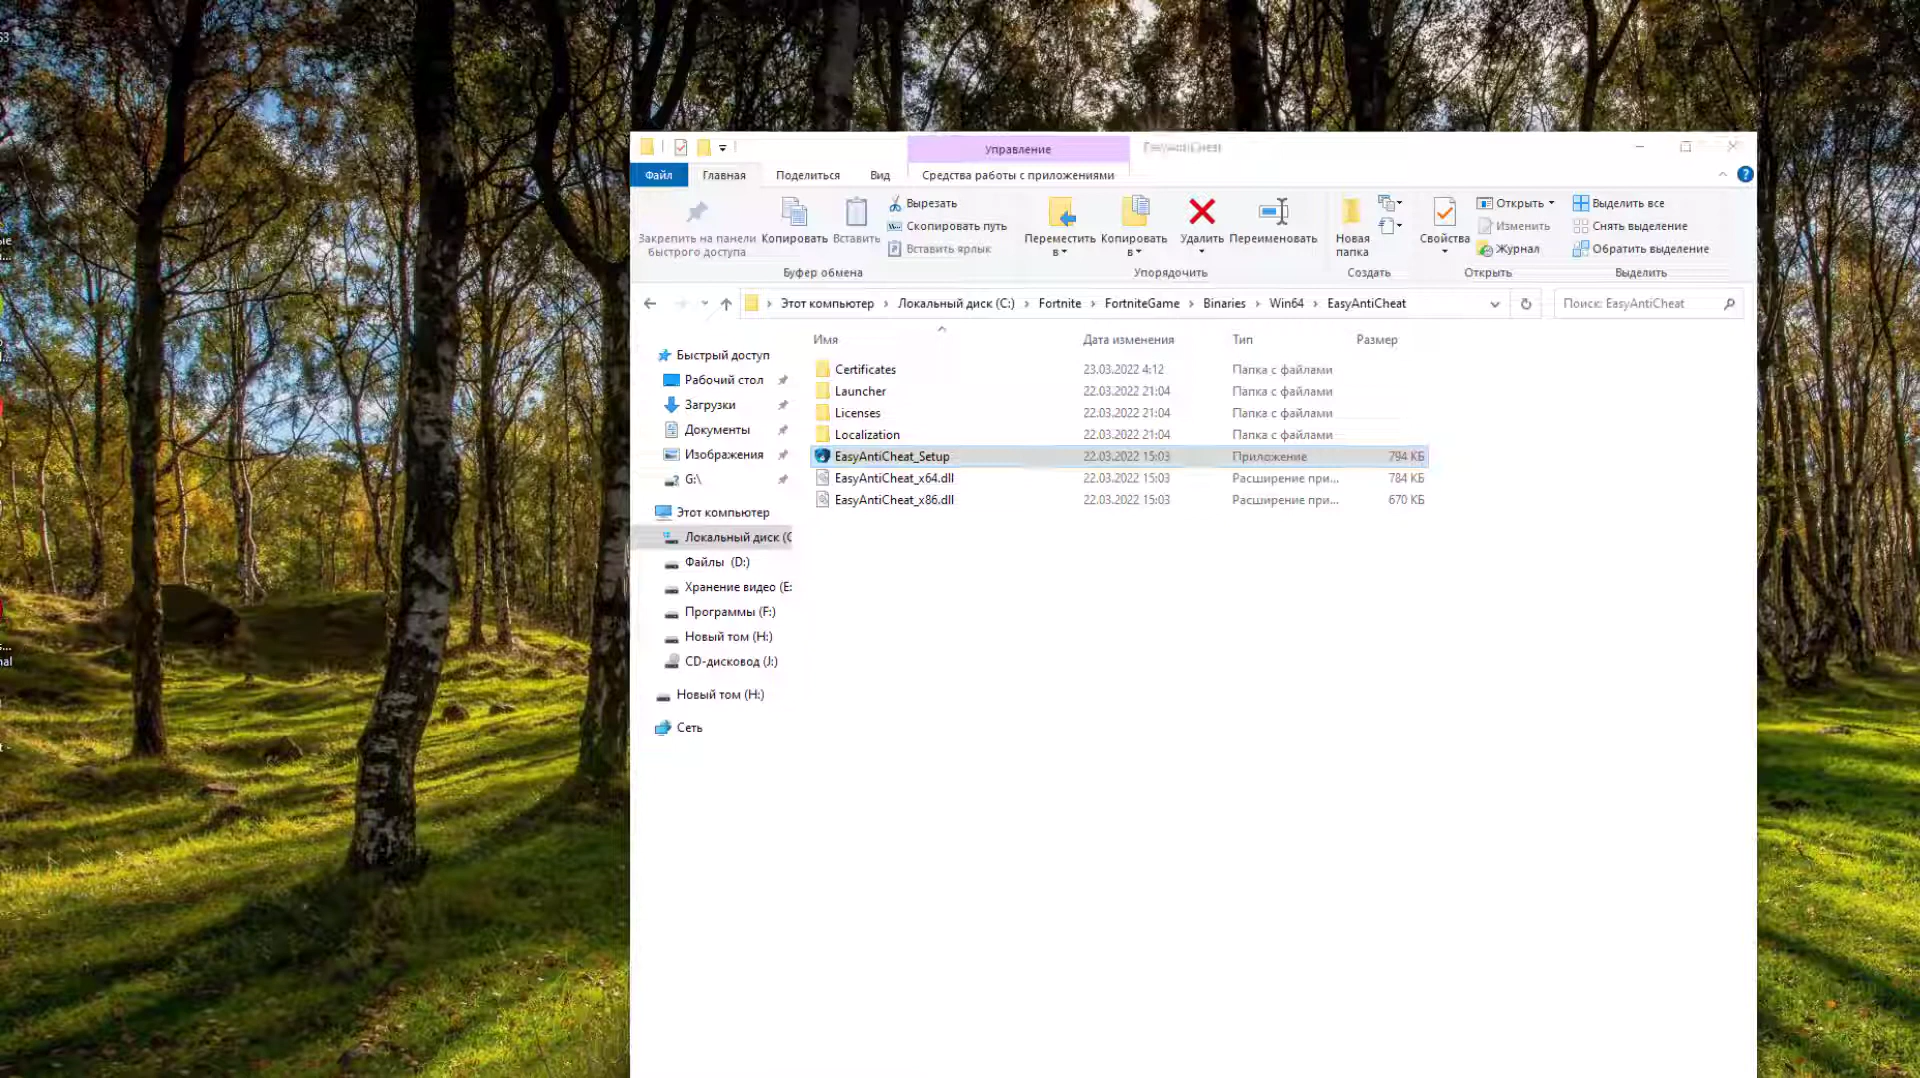 Управление
EasyAntiCheat
Файл
Главная
Поделиться
Вид
Средства работы с приложениями
Закрепить на панели
быстрого доступа
Копировать
Вставить
Вырезать
Скопировать путь
Вставить ярлык
Буфер обмена
Переместить
в
Копировать
в
Удалить
Переименовать
Упорядочить
Новая
папка
Создать
Свойства
Открыть
Изменить
Журнал
Открыть
Выделить все
Снять выделение
Обратить выделение
Выделить
Этот компьютер › Локальный диск (C:) › Fortnite › FortniteGame › Binaries › Win64 › EasyAntiCheat
Поиск: EasyAntiCheat
Быстрый доступ
Рабочий стол
Загрузки
Документы
Изображения
G:\
Этот компьютер
Локальный диск (C
Файлы (D:)
Хранение видео (E:
Программы (F:)
Новый том (H:)
CD-дисковод (J:)
Новый том (H:)
Сеть
Имя Дата изменения Тип Размер
Certificates 23.03.2022 4:12 Папка с файлами
Launcher 22.03.2022 21:04 Папка с файлами
Licenses 22.03.2022 21:04 Папка с файлами
Localization 22.03.2022 21:04 Папка с файлами
EasyAntiCheat_Setup 22.03.2022 15:03 Приложение 794 КБ
EasyAntiCheat_x64.dll 22.03.2022 15:03 Расширение при... 784 КБ
EasyAntiCheat_x86.dll 22.03.2022 15:03 Расширение при... 670 КБ